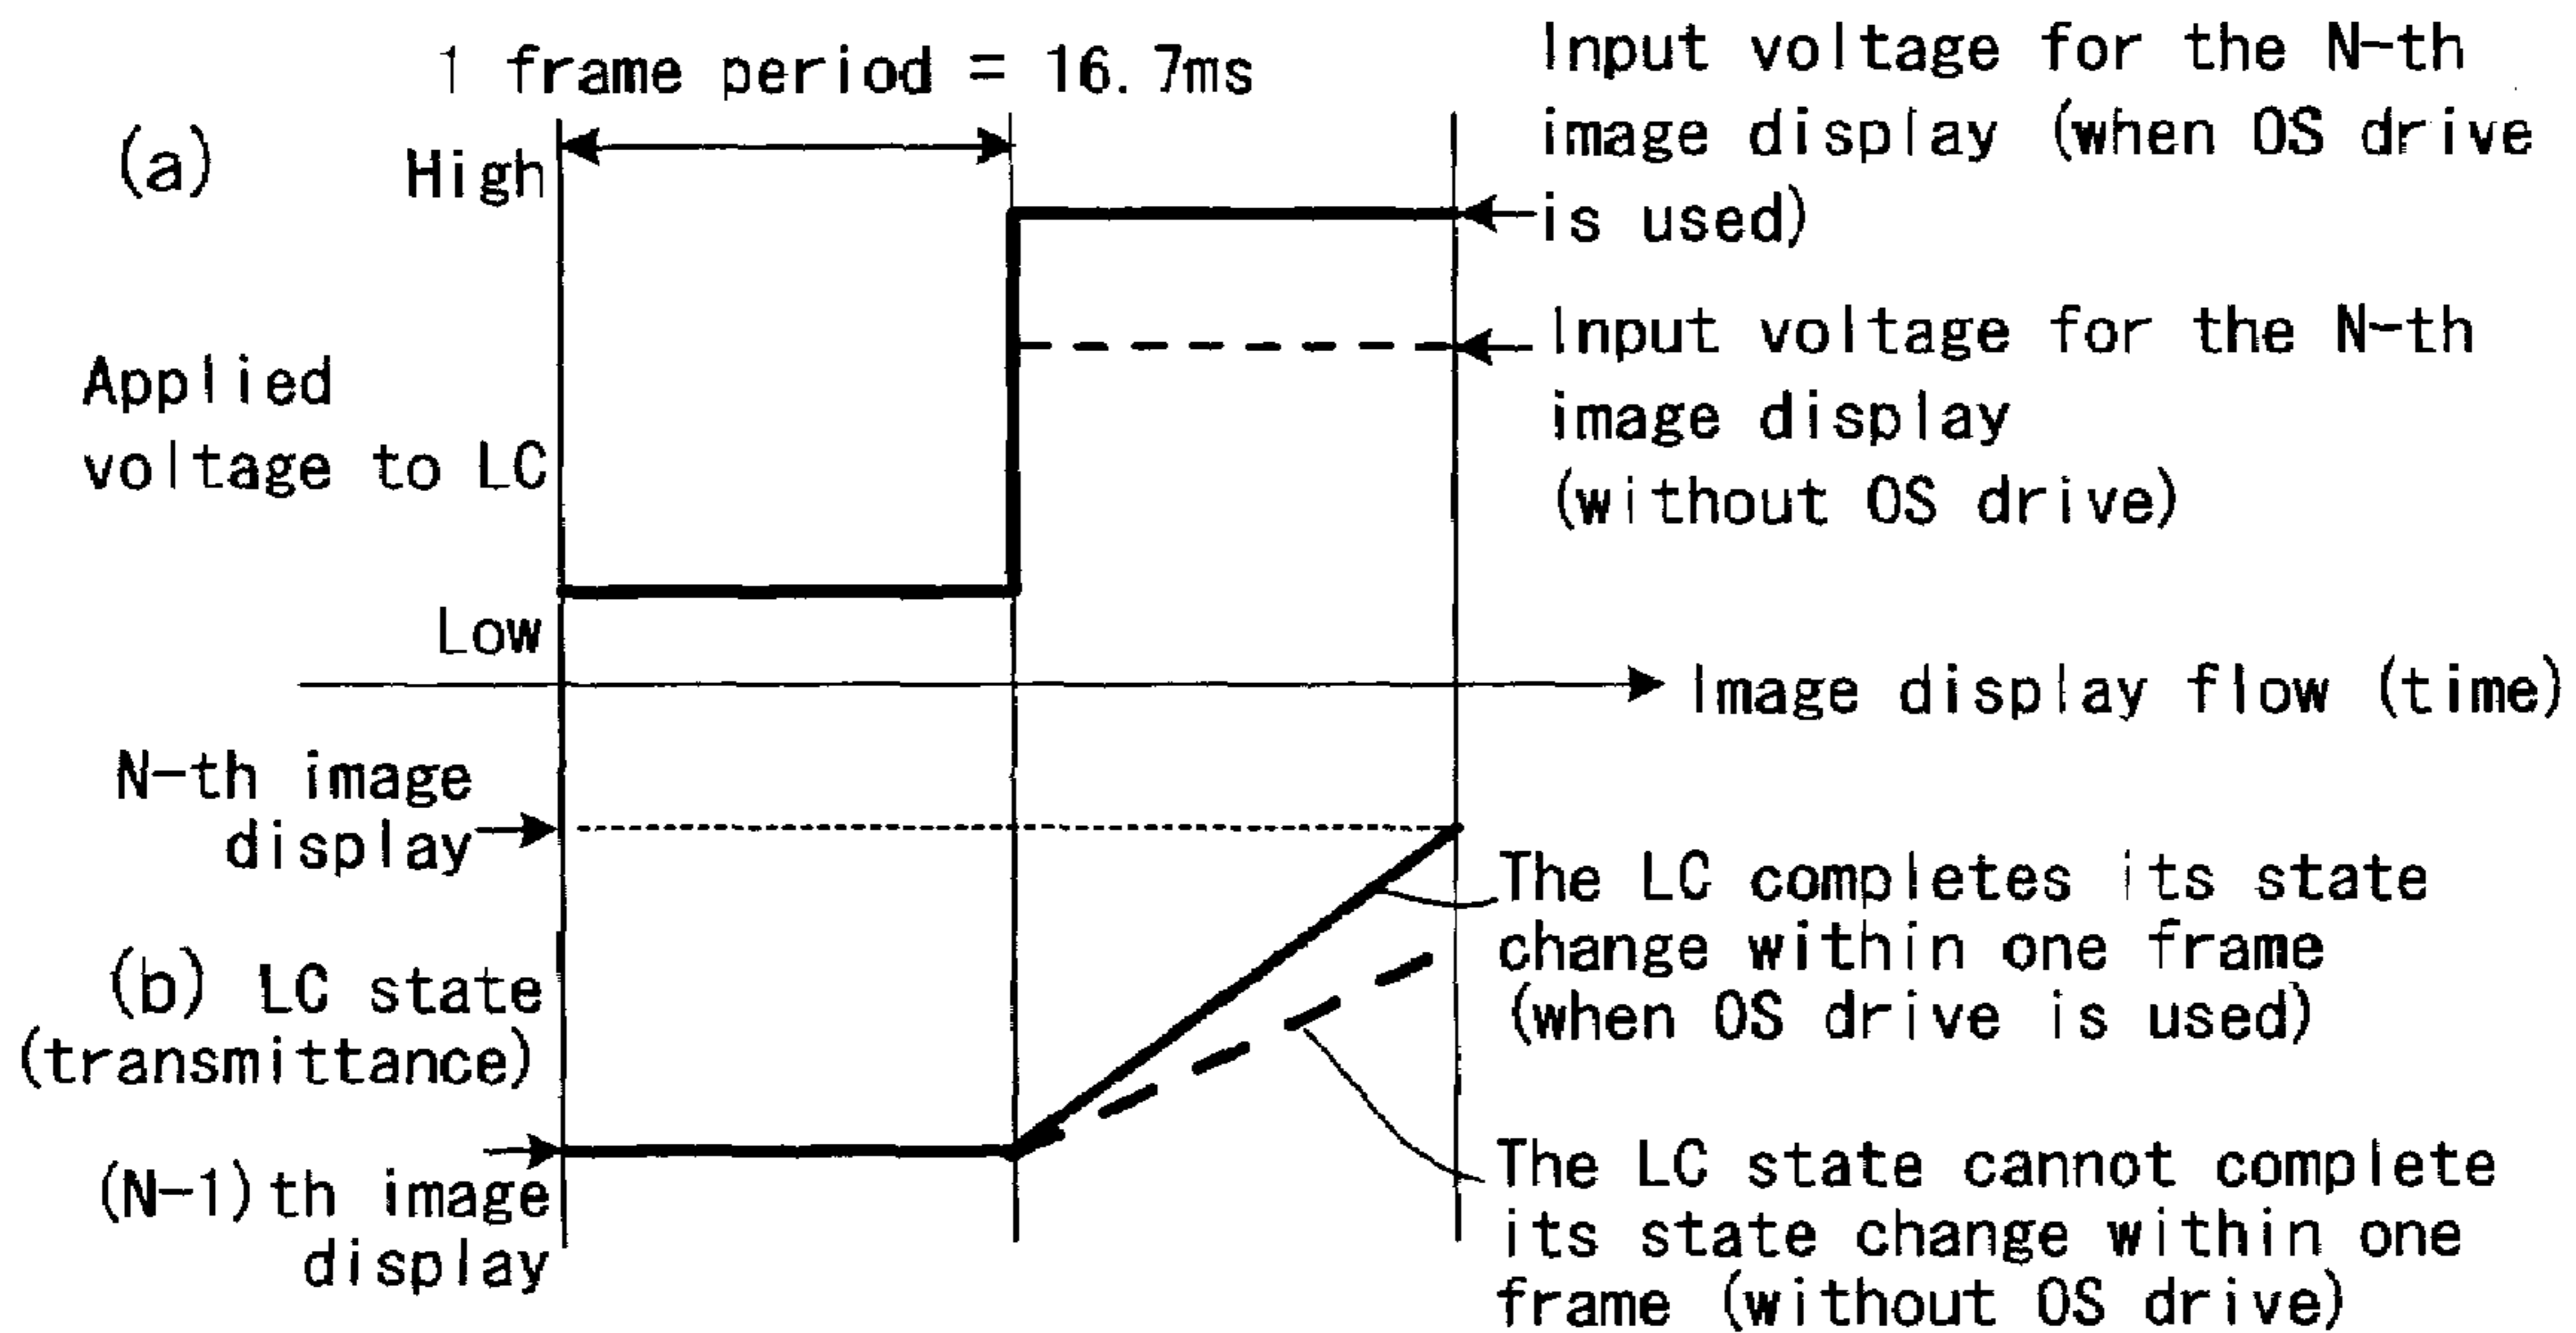 1 frame period = 16.7ms
(a)
High
Input voltage for the N-th
image display (when OS drive
is used)
Applied
voltage to LC
Input voltage for the N-th
image display
(without OS drive)
Low
Image display flow (time)
N-th image
display
The LC completes its state
change within one frame
(when OS drive is used)
(b) LC state
(transmittance)
(N-1)th image
display
The LC state cannot complete
its state change within one
frame (without OS drive)